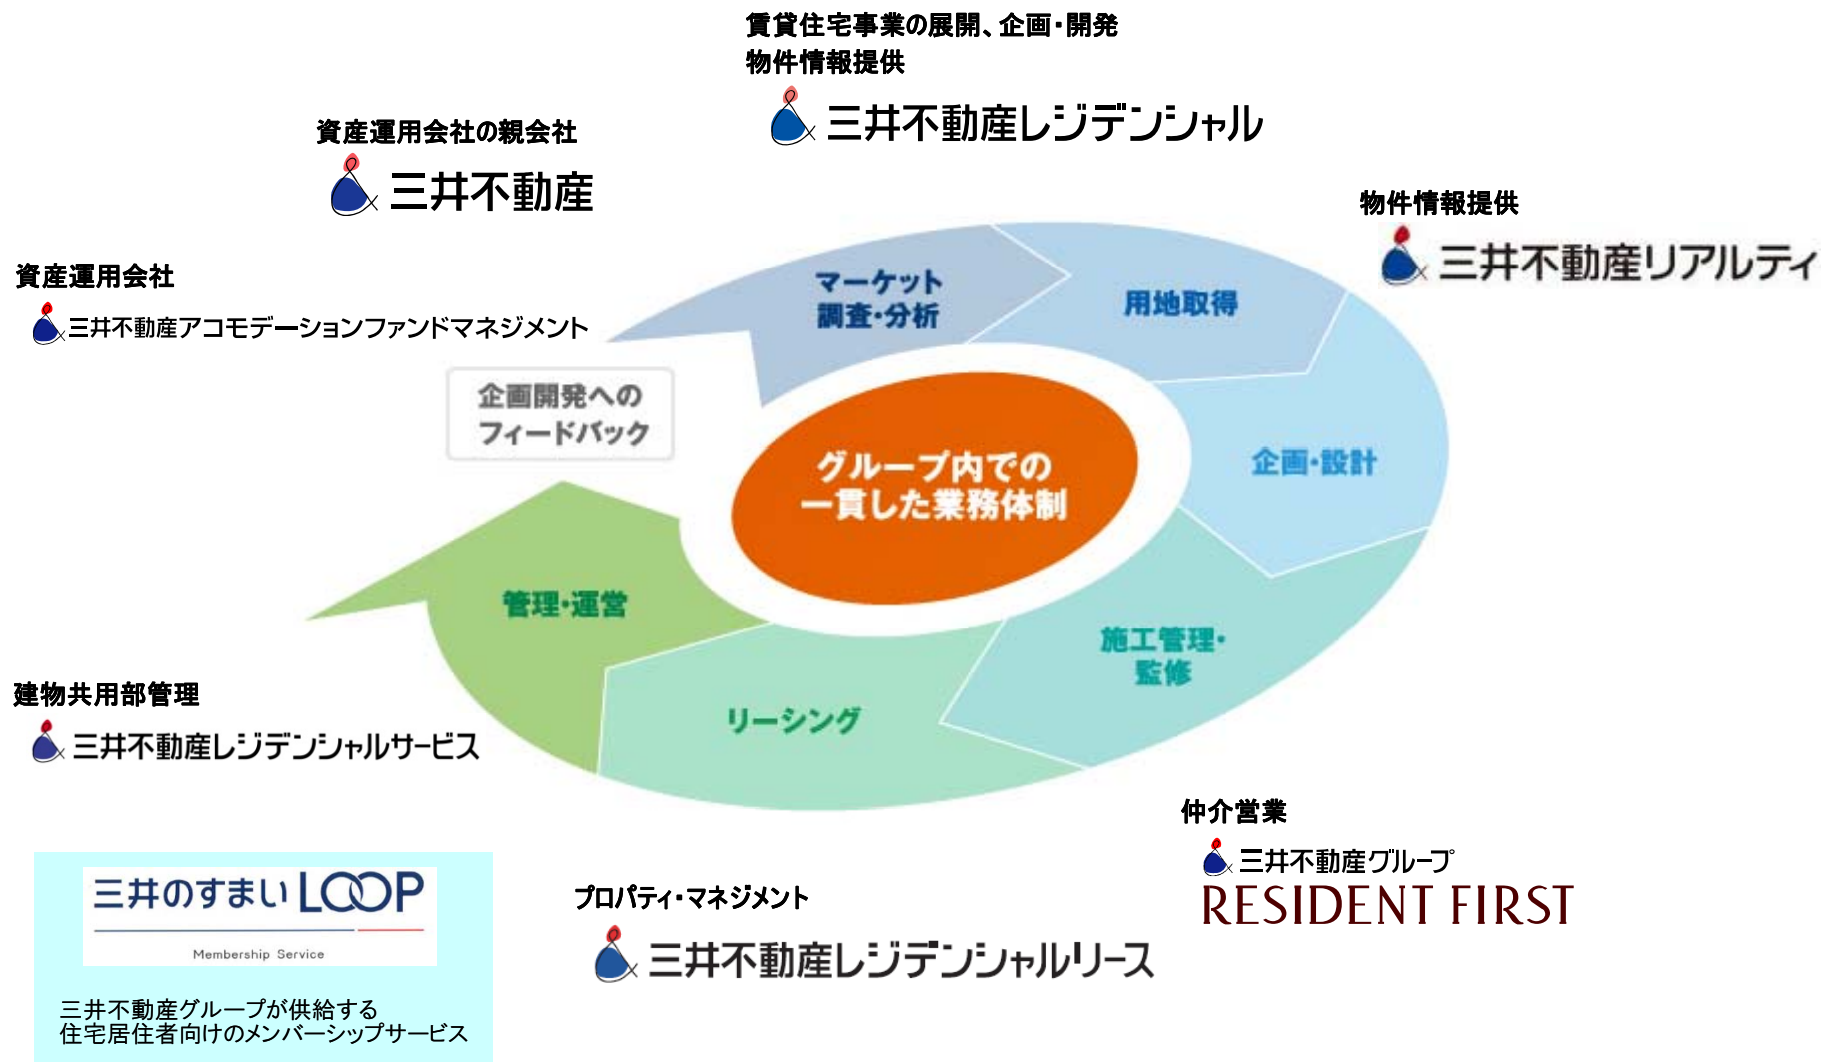 賃貸住宅事業の展開、企画・開発
物件情報提供
三井不動産レジデンシャル
資産運用会社の親会社
三井不動産
物件情報提供
三井不動産リアルティ
資産運用会社
三井不動産アコモデーションファンドマネジメント
マーケット
調査・分析
用地取得
企画開発への
フィードバック
グループ内での
一貫した業務体制
企画・設計
管理・運営
施工管理・
監修
リーシング
建物共用部管理
三井不動産レジデンシャルサービス
仲介営業
三井不動産グループ
RESIDENT FIRST
プロパティ・マネジメント
三井不動産レジデンシャルリース
三井のすまいLOOP
Membership Service
三井不動産グループが供給する
住宅居住者向けのメンバーシップサービス